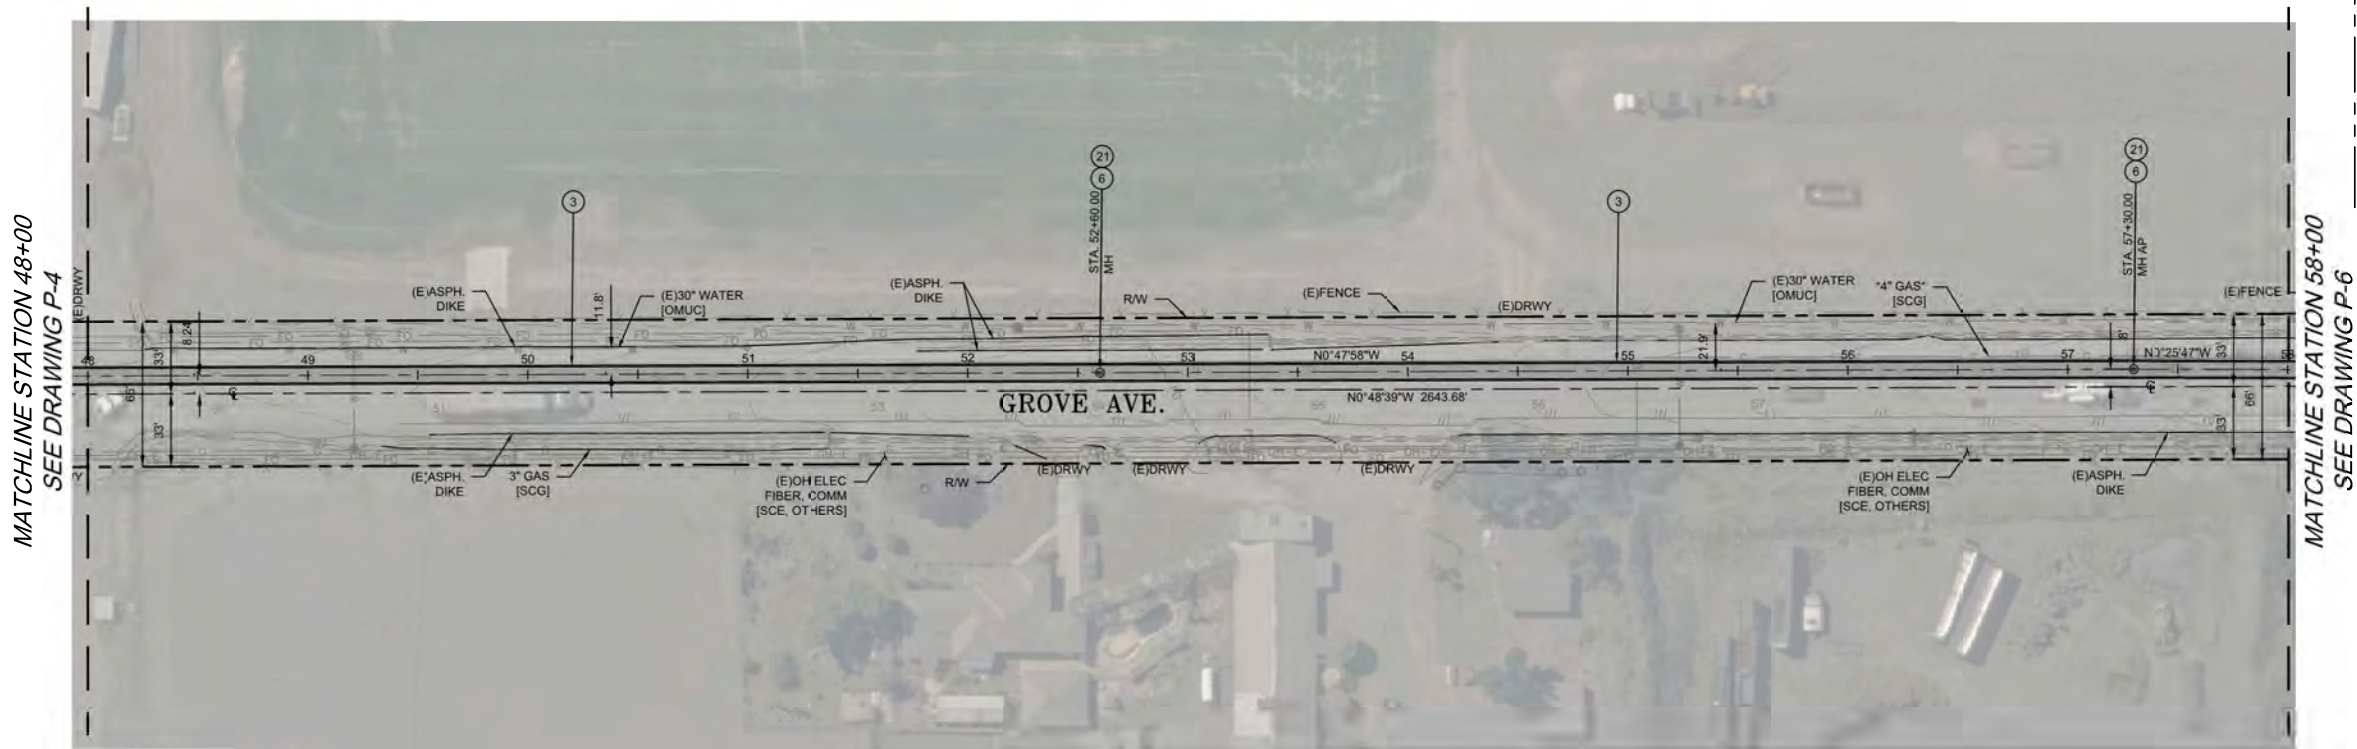 MATCHLINE STATION 48+00
SEE DRAWING P-4
(E)DRWY
21
6
STA. 52+60.00
MH
3
3
21
6
STA. 57+30.00
MH AP
(E)ASPH.
DIKE
11.8'
(E)30" WATER
[OMUC]
(E)ASPH.
DIKE
R/W
(E)FENCE
(E)DRWY
(E)30" WATER
[OMUC]
"4" GAS"
[SCG]
(E)FENCE
8.24'
33'
66'
33'
48
49
50
51
52
53
N0°47'58"W
54
55
21.9'
56
57
8'
N0°25'47"W
58
33'
66'
33'
GROVE AVE.
N0°48'39"W 2643.68'
(E)ASPH.
DIKE
3" GAS
[SCG]
(E)OH ELEC
FIBER, COMM
[SCE, OTHERS]
R/W
(E)DRWY
(E)DRWY
(E)DRWY
(E)OH ELEC
FIBER, COMM
[SCE, OTHERS]
(E)ASPH.
DIKE
MATCHLINE STATION 58+00
SEE DRAWING P-6